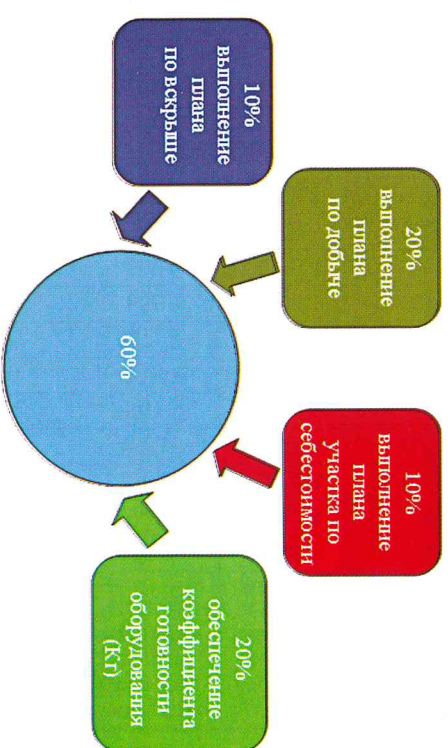 10%
выполнение
плана
по вскрыше
20%
выполнение
плана
по добыче
10%
выполнение
плана
участка по
себестоимости
20%
обеспечение
коэффициента
готовности
оборудования
(Кг)
60%